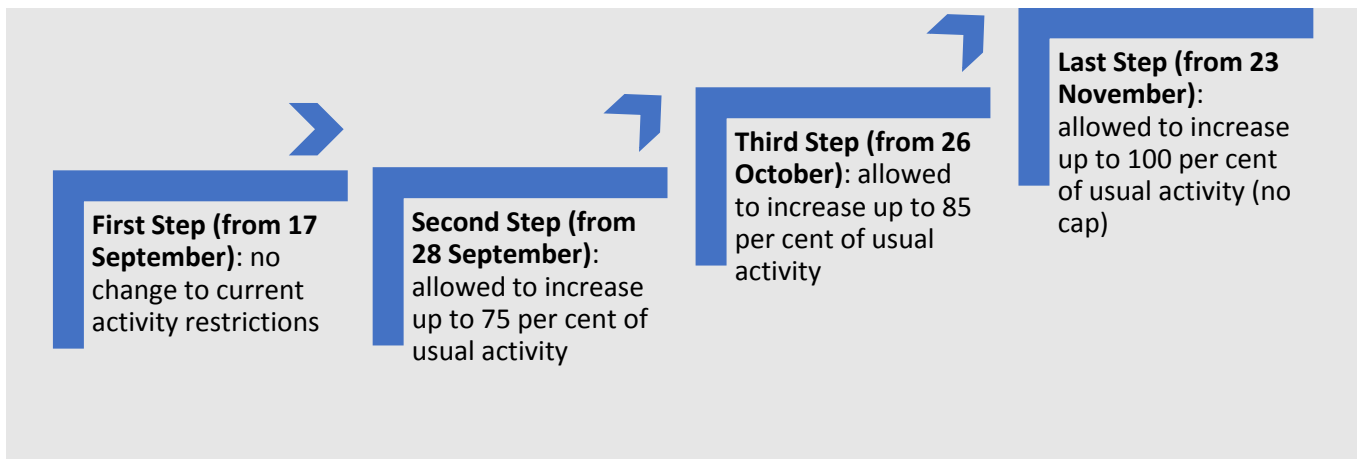 First Step (from 17
September): no
change to current
activity restrictions
Second Step (from
28 September):
allowed to increase
up to 75 per cent of
usual activity
Third Step (from 26
October): allowed
to increase up to 85
per cent of usual
activity
Last Step (from 23
November):
allowed to increase
up to 100 per cent
of usual activity (no
cap)